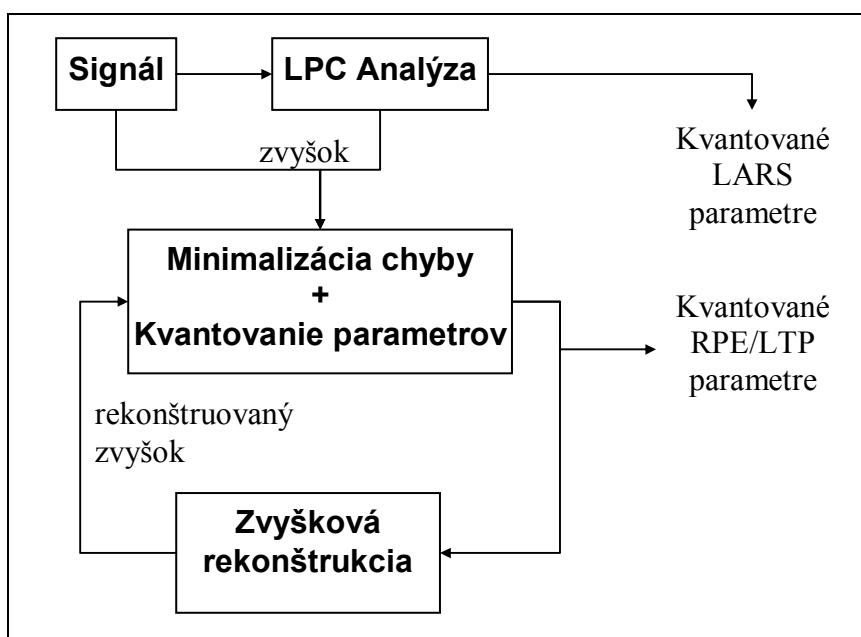 Signál
LPC Analýza
zvyšok
Kvantované
LARS
parametre
Minimalizácia chyby
+
Kvantovanie parametrov
Kvantované
RPE/LTP
parametre
rekonštruovaný
zvyšok
Zvyšková
rekonštrukcia